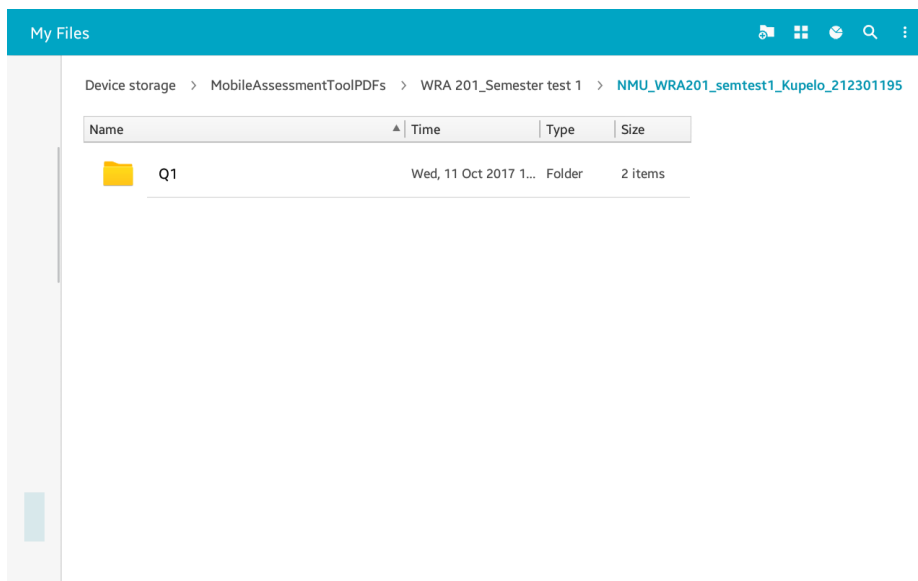 My Files
Device storage > MobileAssessmentToolPDFs > WRA 201_Semester test 1 > NMU_WRA201_semtest1_Kupelo_212301195
Name Time Type Size
Q1 Wed, 11 Oct 2017 1... Folder 2 items